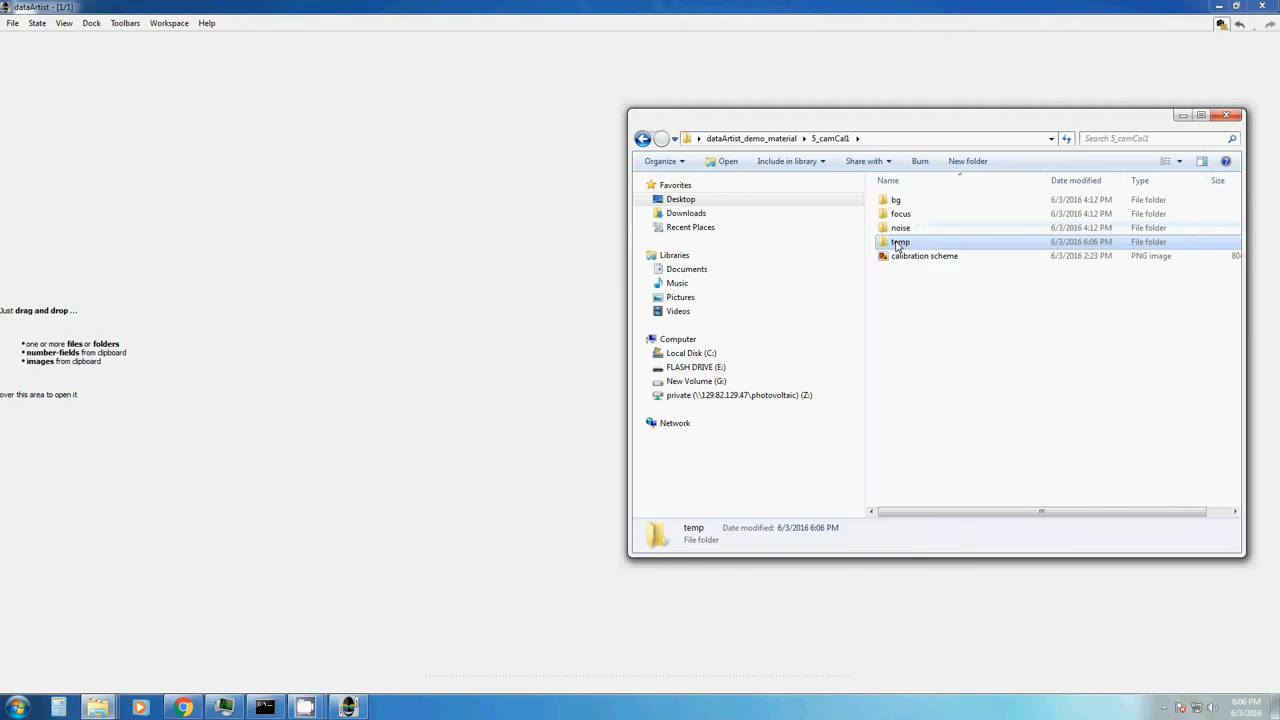 dataArtist - [1/1]
File State View Dock Toolbars Workspace Help
Just drag and drop ...
• one or more files or folders
• number-fields from clipboard
• images from clipboard
over this area to open it
dataArtist_demo_material 5_camCal1
Search 5_camCal1
Organize Open Include in library Share with Burn New folder
Name Date modified Type Size
Favorites
Desktop
Downloads
Recent Places
Libraries
Documents
Music
Pictures
Videos
Computer
Local Disk (C:)
FLASH DRIVE (E:)
New Volume (G:)
private (\\129.82.129.47\photovoltaic) (Z:)
Network
bg 6/3/2016 4:12 PM File folder
focus 6/3/2016 4:12 PM File folder
noise 6/3/2016 4:12 PM File folder
temp 6/3/2016 6:06 PM File folder
calibration scheme 6/3/2016 2:23 PM PNG image 80
temp Date modified: 6/3/2016 6:06 PM
File folder
6:06 PM
6/3/2016